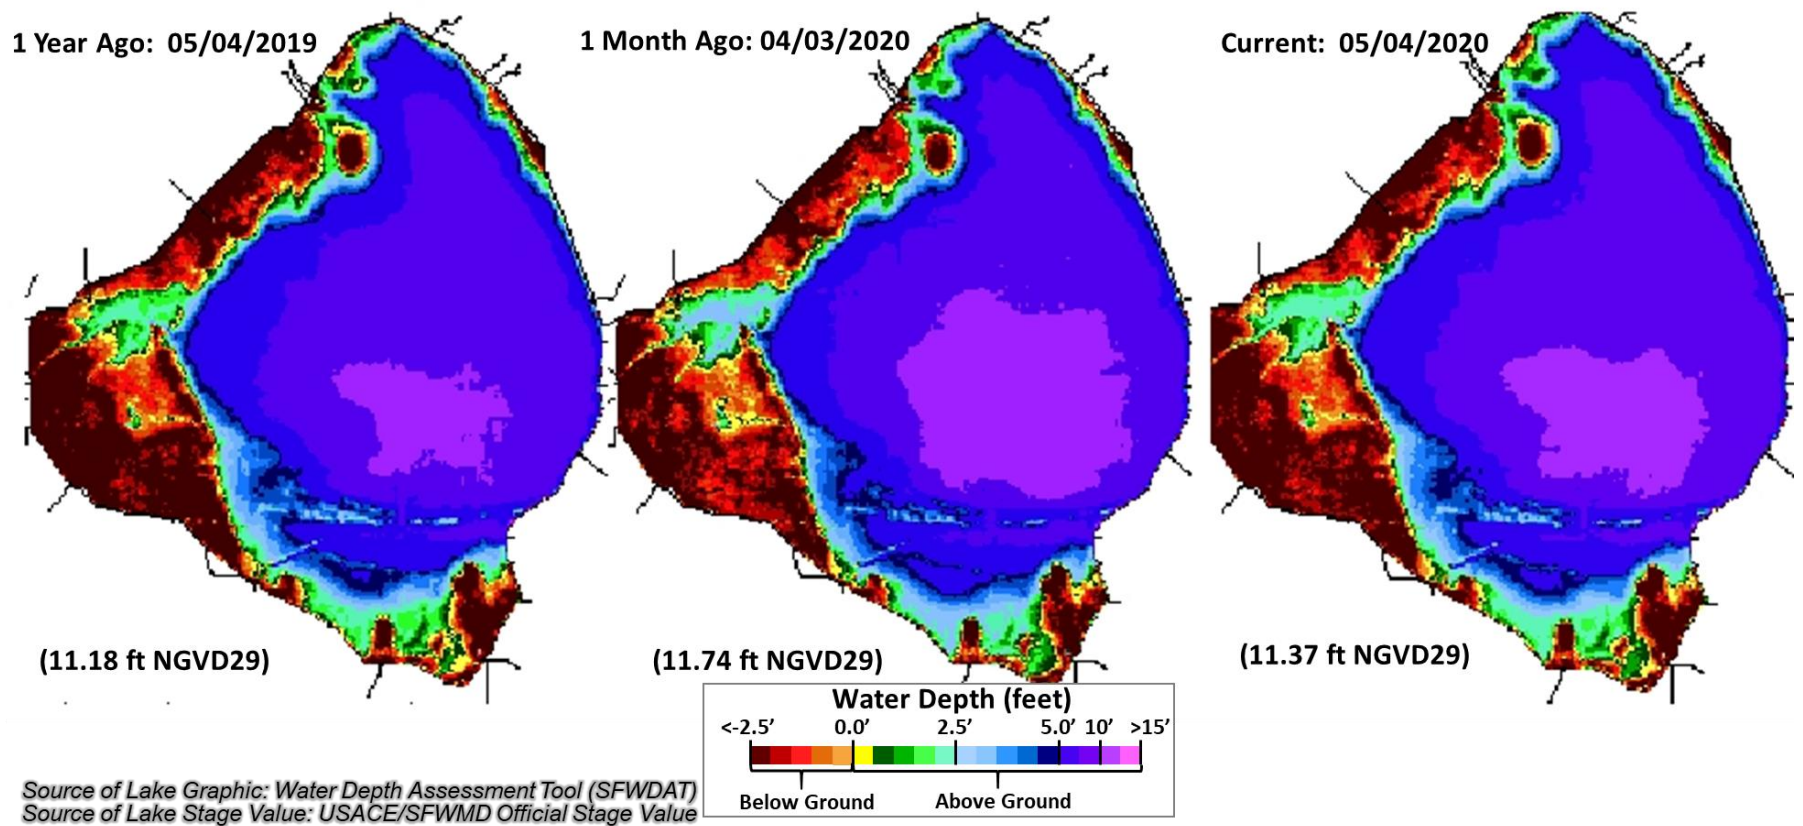 1 Year Ago: 05/04/2019
1 Month Ago: 04/03/2020
Current: 05/04/2020
(11.18 ft NGVD29)
(11.74 ft NGVD29)
(11.37 ft NGVD29)
Water Depth (feet)
<-2.5’ 0.0’ 2.5’ 5.0’ 10’ >15’
Below Ground Above Ground
Source of Lake Graphic: Water Depth Assessment Tool (SFWDAT)
Source of Lake Stage Value: USACE/SFWMD Official Stage Value